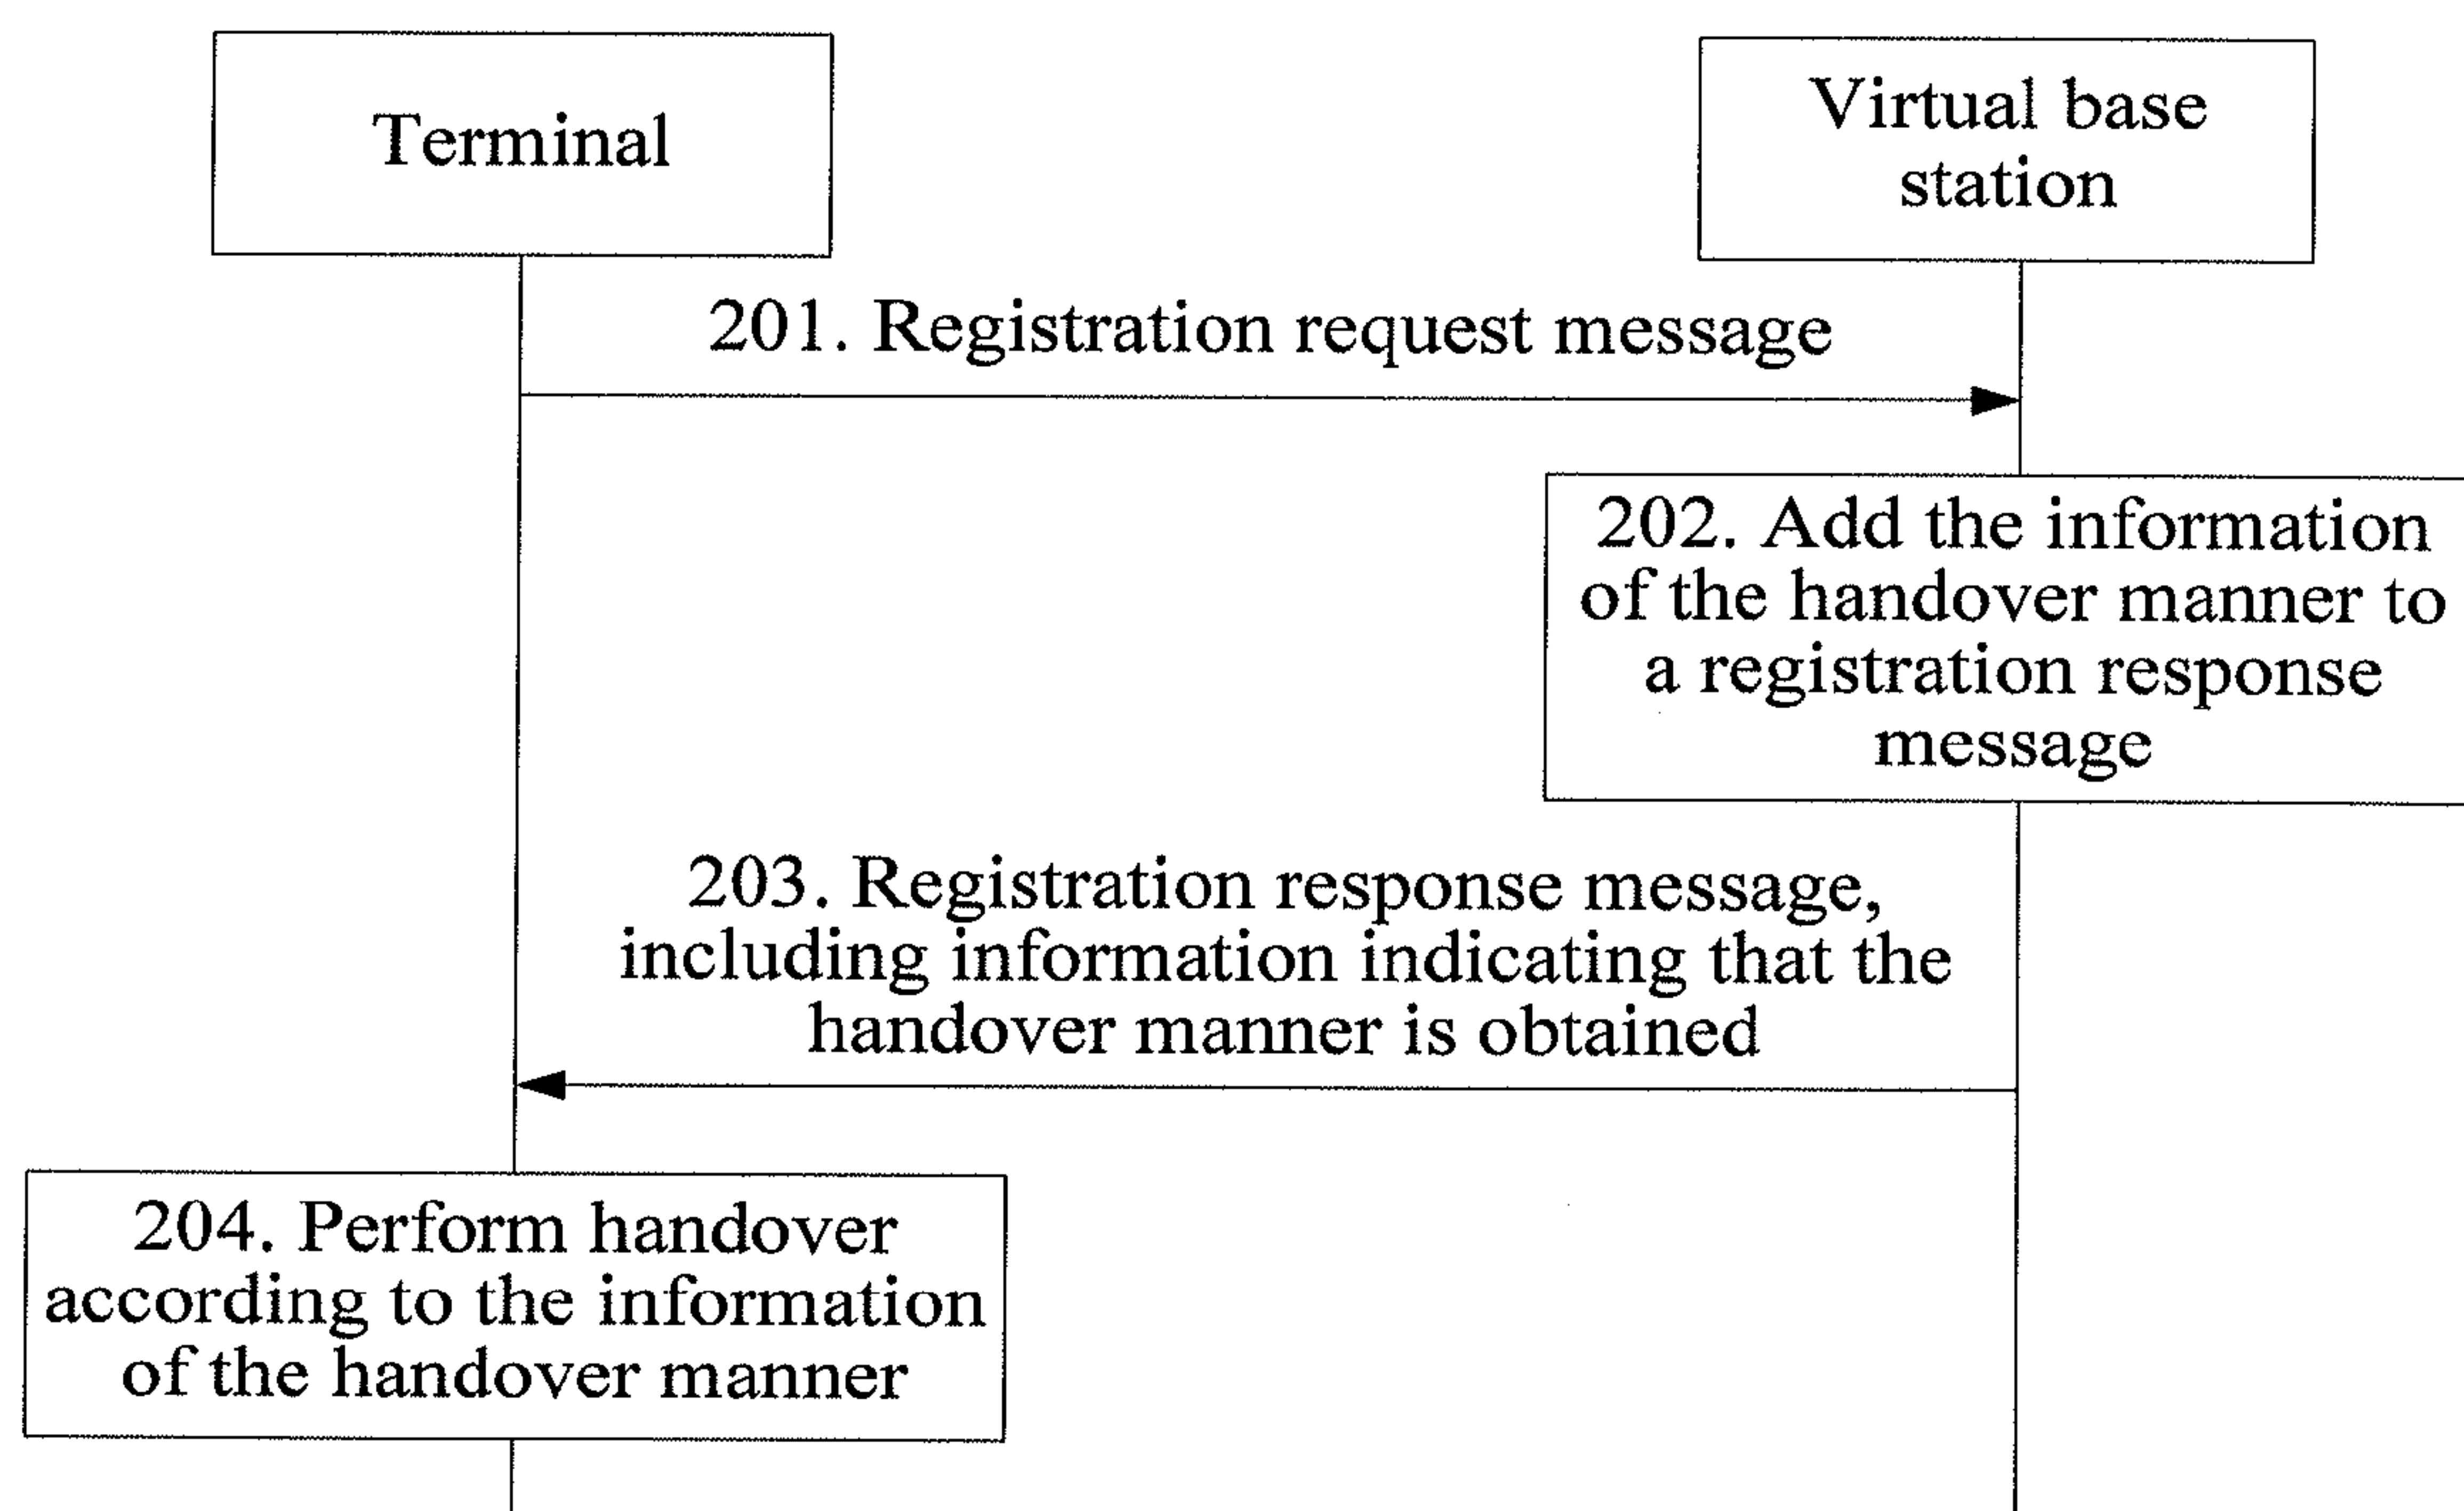 Terminal
Virtual base
station
201. Registration request message
202. Add the information
of the handover manner to
a registration response
message
203. Registration response message,
including information indicating that the
handover manner is obtained
204. Perform handover
according to the information
of the handover manner